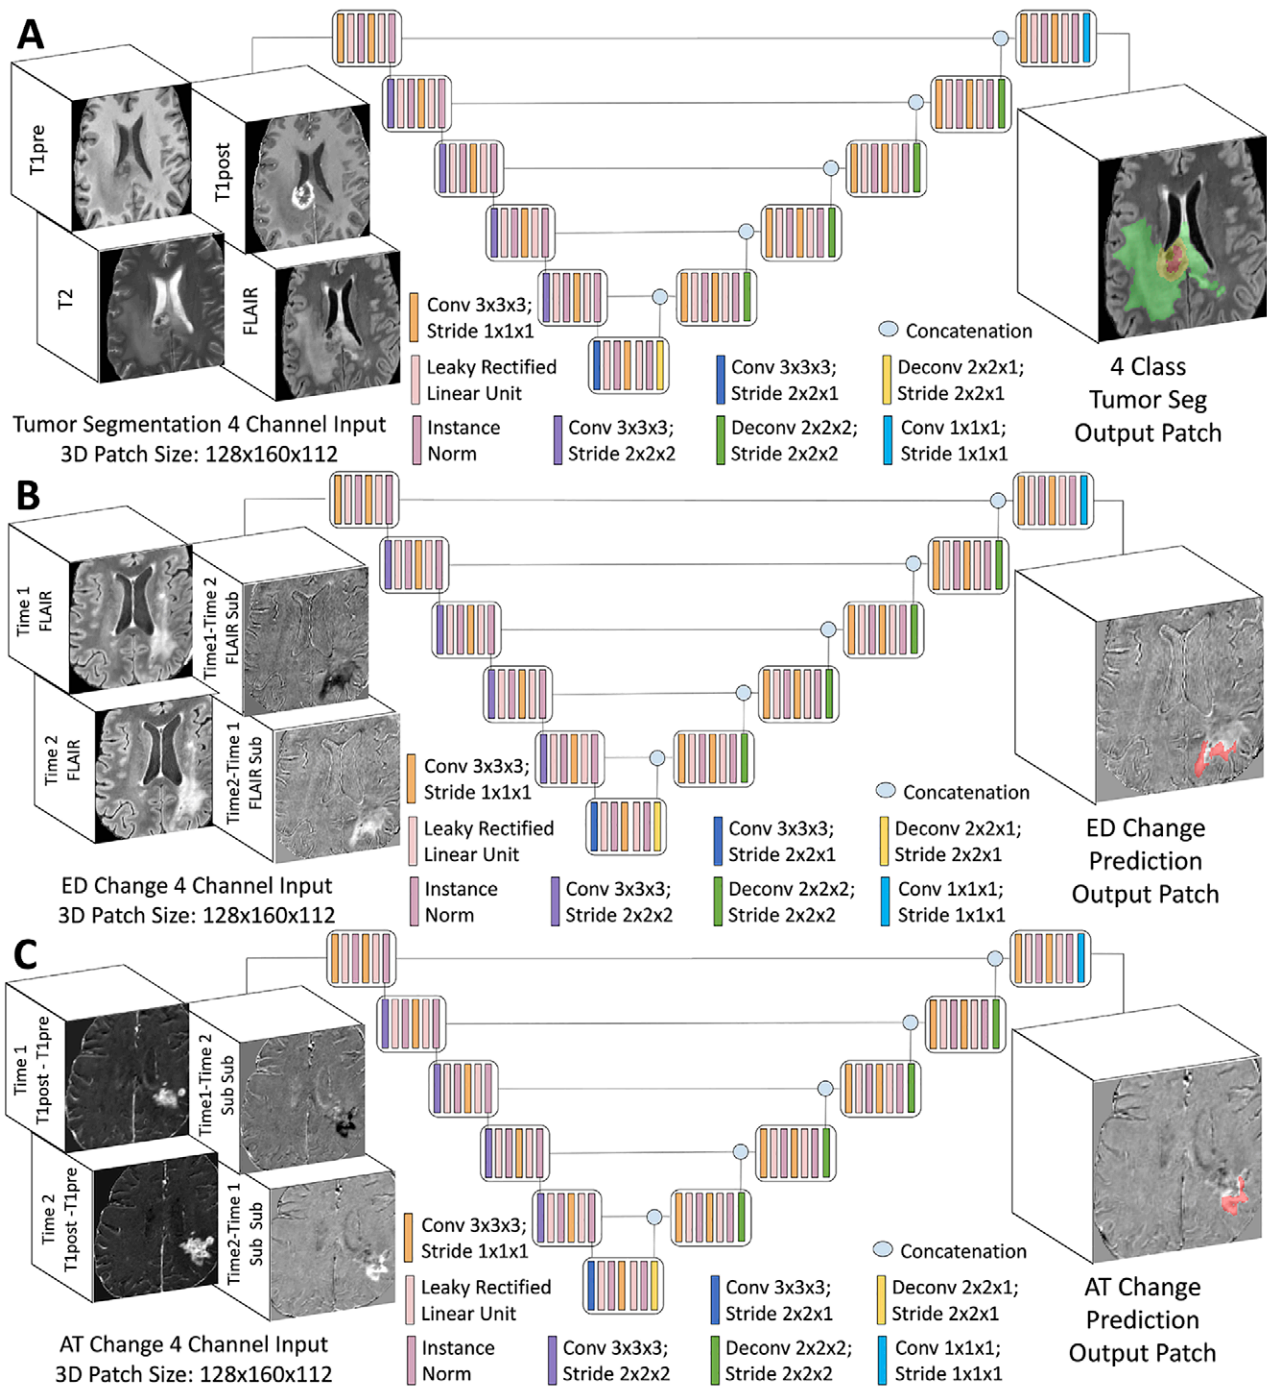 A
T1pre
T1post
T2
FLAIR
Tumor Segmentation 4 Channel Input
3D Patch Size: 128x160x112
Conv 3x3x3;
Stride 1x1x1
Leaky Rectified
Linear Unit
Instance
Norm
Conv 3x3x3;
Stride 2x2x2
Conv 3x3x3;
Stride 2x2x1
Deconv 2x2x2;
Stride 2x2x2
Concatenation
Deconv 2x2x1;
Stride 2x2x1
Conv 1x1x1;
Stride 1x1x1
4 Class
Tumor Seg
Output Patch
B
Time 1
FLAIR
Time1-Time 2
FLAIR Sub
Time 2
FLAIR
Time2-Time 1
FLAIR Sub
ED Change 4 Channel Input
3D Patch Size: 128x160x112
Conv 3x3x3;
Stride 1x1x1
Leaky Rectified
Linear Unit
Instance
Norm
Conv 3x3x3;
Stride 2x2x2
Conv 3x3x3;
Stride 2x2x1
Deconv 2x2x2;
Stride 2x2x2
Concatenation
Deconv 2x2x1;
Stride 2x2x1
Conv 1x1x1;
Stride 1x1x1
ED Change
Prediction
Output Patch
C
Time 1
T1post - T1pre
Time1-Time 2
Sub Sub
Time 2
T1post -T1pre
Time2-Time 1
Sub Sub
AT Change 4 Channel Input
3D Patch Size: 128x160x112
Conv 3x3x3;
Stride 1x1x1
Leaky Rectified
Linear Unit
Instance
Norm
Conv 3x3x3;
Stride 2x2x2
Conv 3x3x3;
Stride 2x2x1
Deconv 2x2x2;
Stride 2x2x2
Concatenation
Deconv 2x2x1;
Stride 2x2x1
Conv 1x1x1;
Stride 1x1x1
AT Change
Prediction
Output Patch